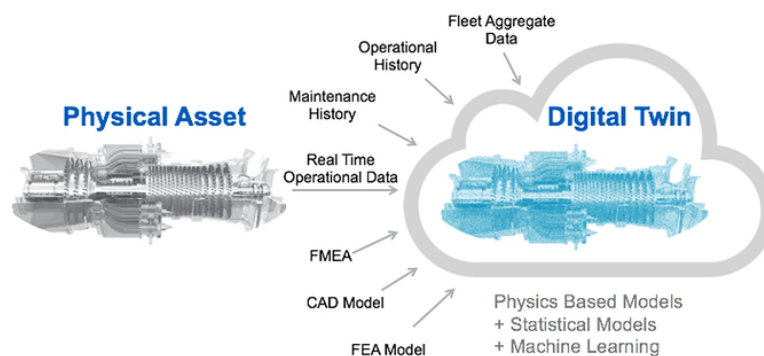 Fleet Aggregate
Data
Operational
History
Physical Asset
Maintenance
History
Digital Twin
Real Time
Operational Data
FMEA
CAD Model
FEA Model
Physics Based Models
+ Statistical Models
+ Machine Learning